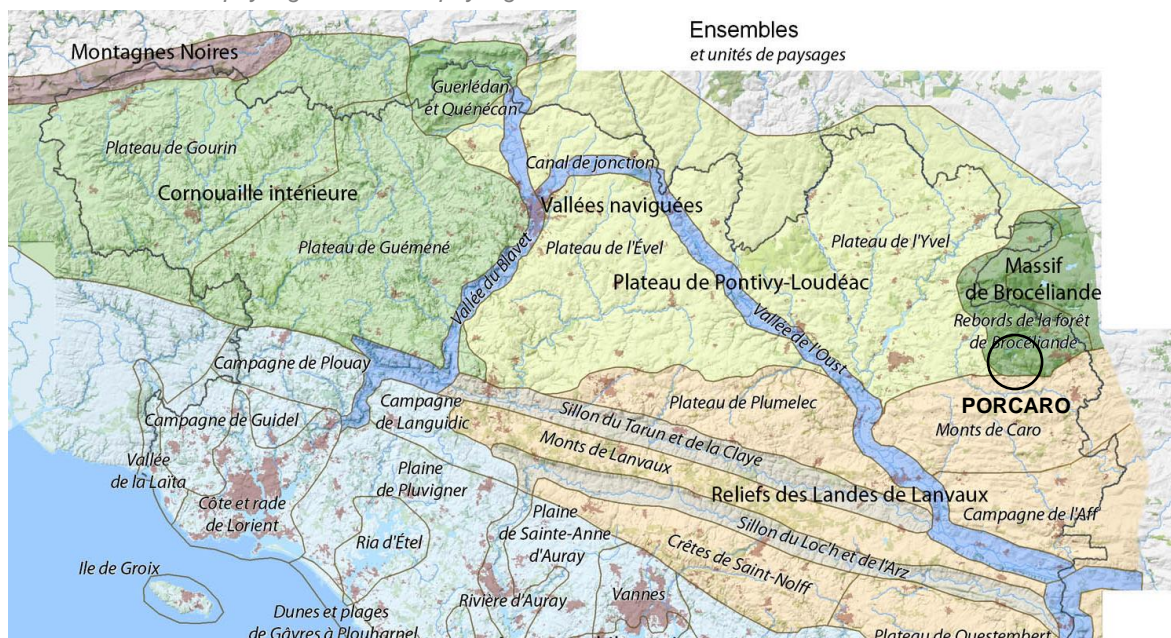 Ensembles
et unités de paysages
Montagnes Noires
Guerlédan
et Quénécan
Plateau de Gourin
Canal de jonction
Cornouaille intérieure
Vallées naviguées
Plateau de Guémené
Plateau de l'Ével
Plateau de l'Yvel
Vallée du Blavet
Plateau de Pontivy-Loudéac
Massif
de Brocéliande
Vallée de l'Oust
Rebords de la forêt
de Brocéliande
Campagne de Plouay
PORCARO
Campagne
de Languidic
Sillon du Tarun et de la Claye
Plateau de Plumelec
Monts de Caro
Campagne de Guidel
Monts de Lanvaux
Vallée
de la Laïta
Plaine
de Pluvigner
Reliefs des Landes de Lanvaux
Côte et rade
de Lorient
Plaine
de Sainte-Anne
d'Auray
Sillon du Loc'h et de l'Arz
Campagne de l'Aff
Ria d'Étel
Crêtes de Saint-Nolff
Ile de Groix
Rivière d'Auray
Vannes
Dunes et plages
de Gâvres à Plouharnel
Plateau de Questembert